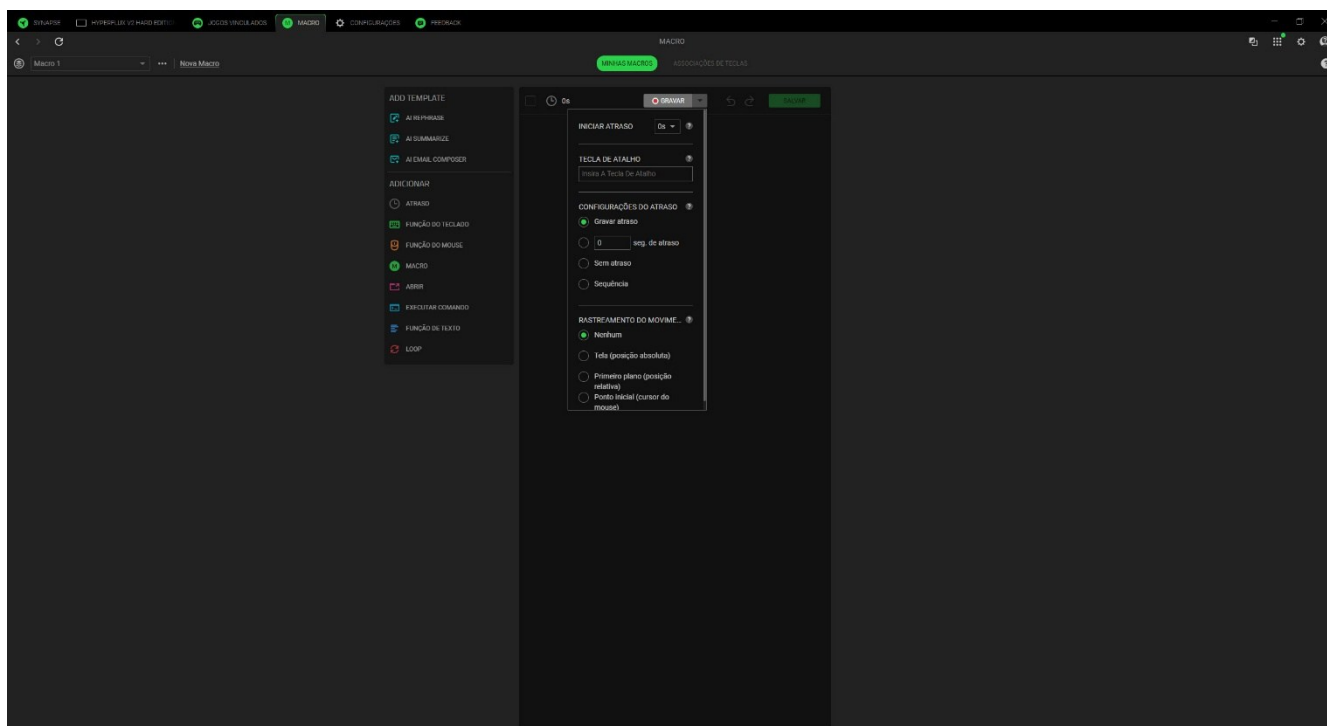 SYNAPSE
HYPERFLUX V2 HARD EDITIO
JOGOS VINCULADOS
MACRO
CONFIGURAÇÕES
FEEDBACK
MACRO
Macro 1
Nova Macro
MINHAS MACROS
ASSOCIAÇÕES DE TECLAS
ADD TEMPLATE
AI REPHRASE
AI SUMMARIZE
AI EMAIL COMPOSER
ADICIONAR
ATRASO
FUNÇÃO DO TECLADO
FUNÇÃO DO MOUSE
MACRO
ABRIR
EXECUTAR COMANDO
FUNÇÃO DE TEXTO
LOOP
0s
GRAVAR
SALVAR
INICIAR ATRASO
0s
TECLA DE ATALHO
Insira A Tecla De Atalho
CONFIGURAÇÕES DO ATRASO
Gravar atraso
0 seg. de atraso
Sem atraso
Sequência
RASTREAMENTO DO MOVIME...
Nenhum
Tela (posição absoluta)
Primeiro plano (posição
relativa)
Ponto inicial (cursor do
mouse)